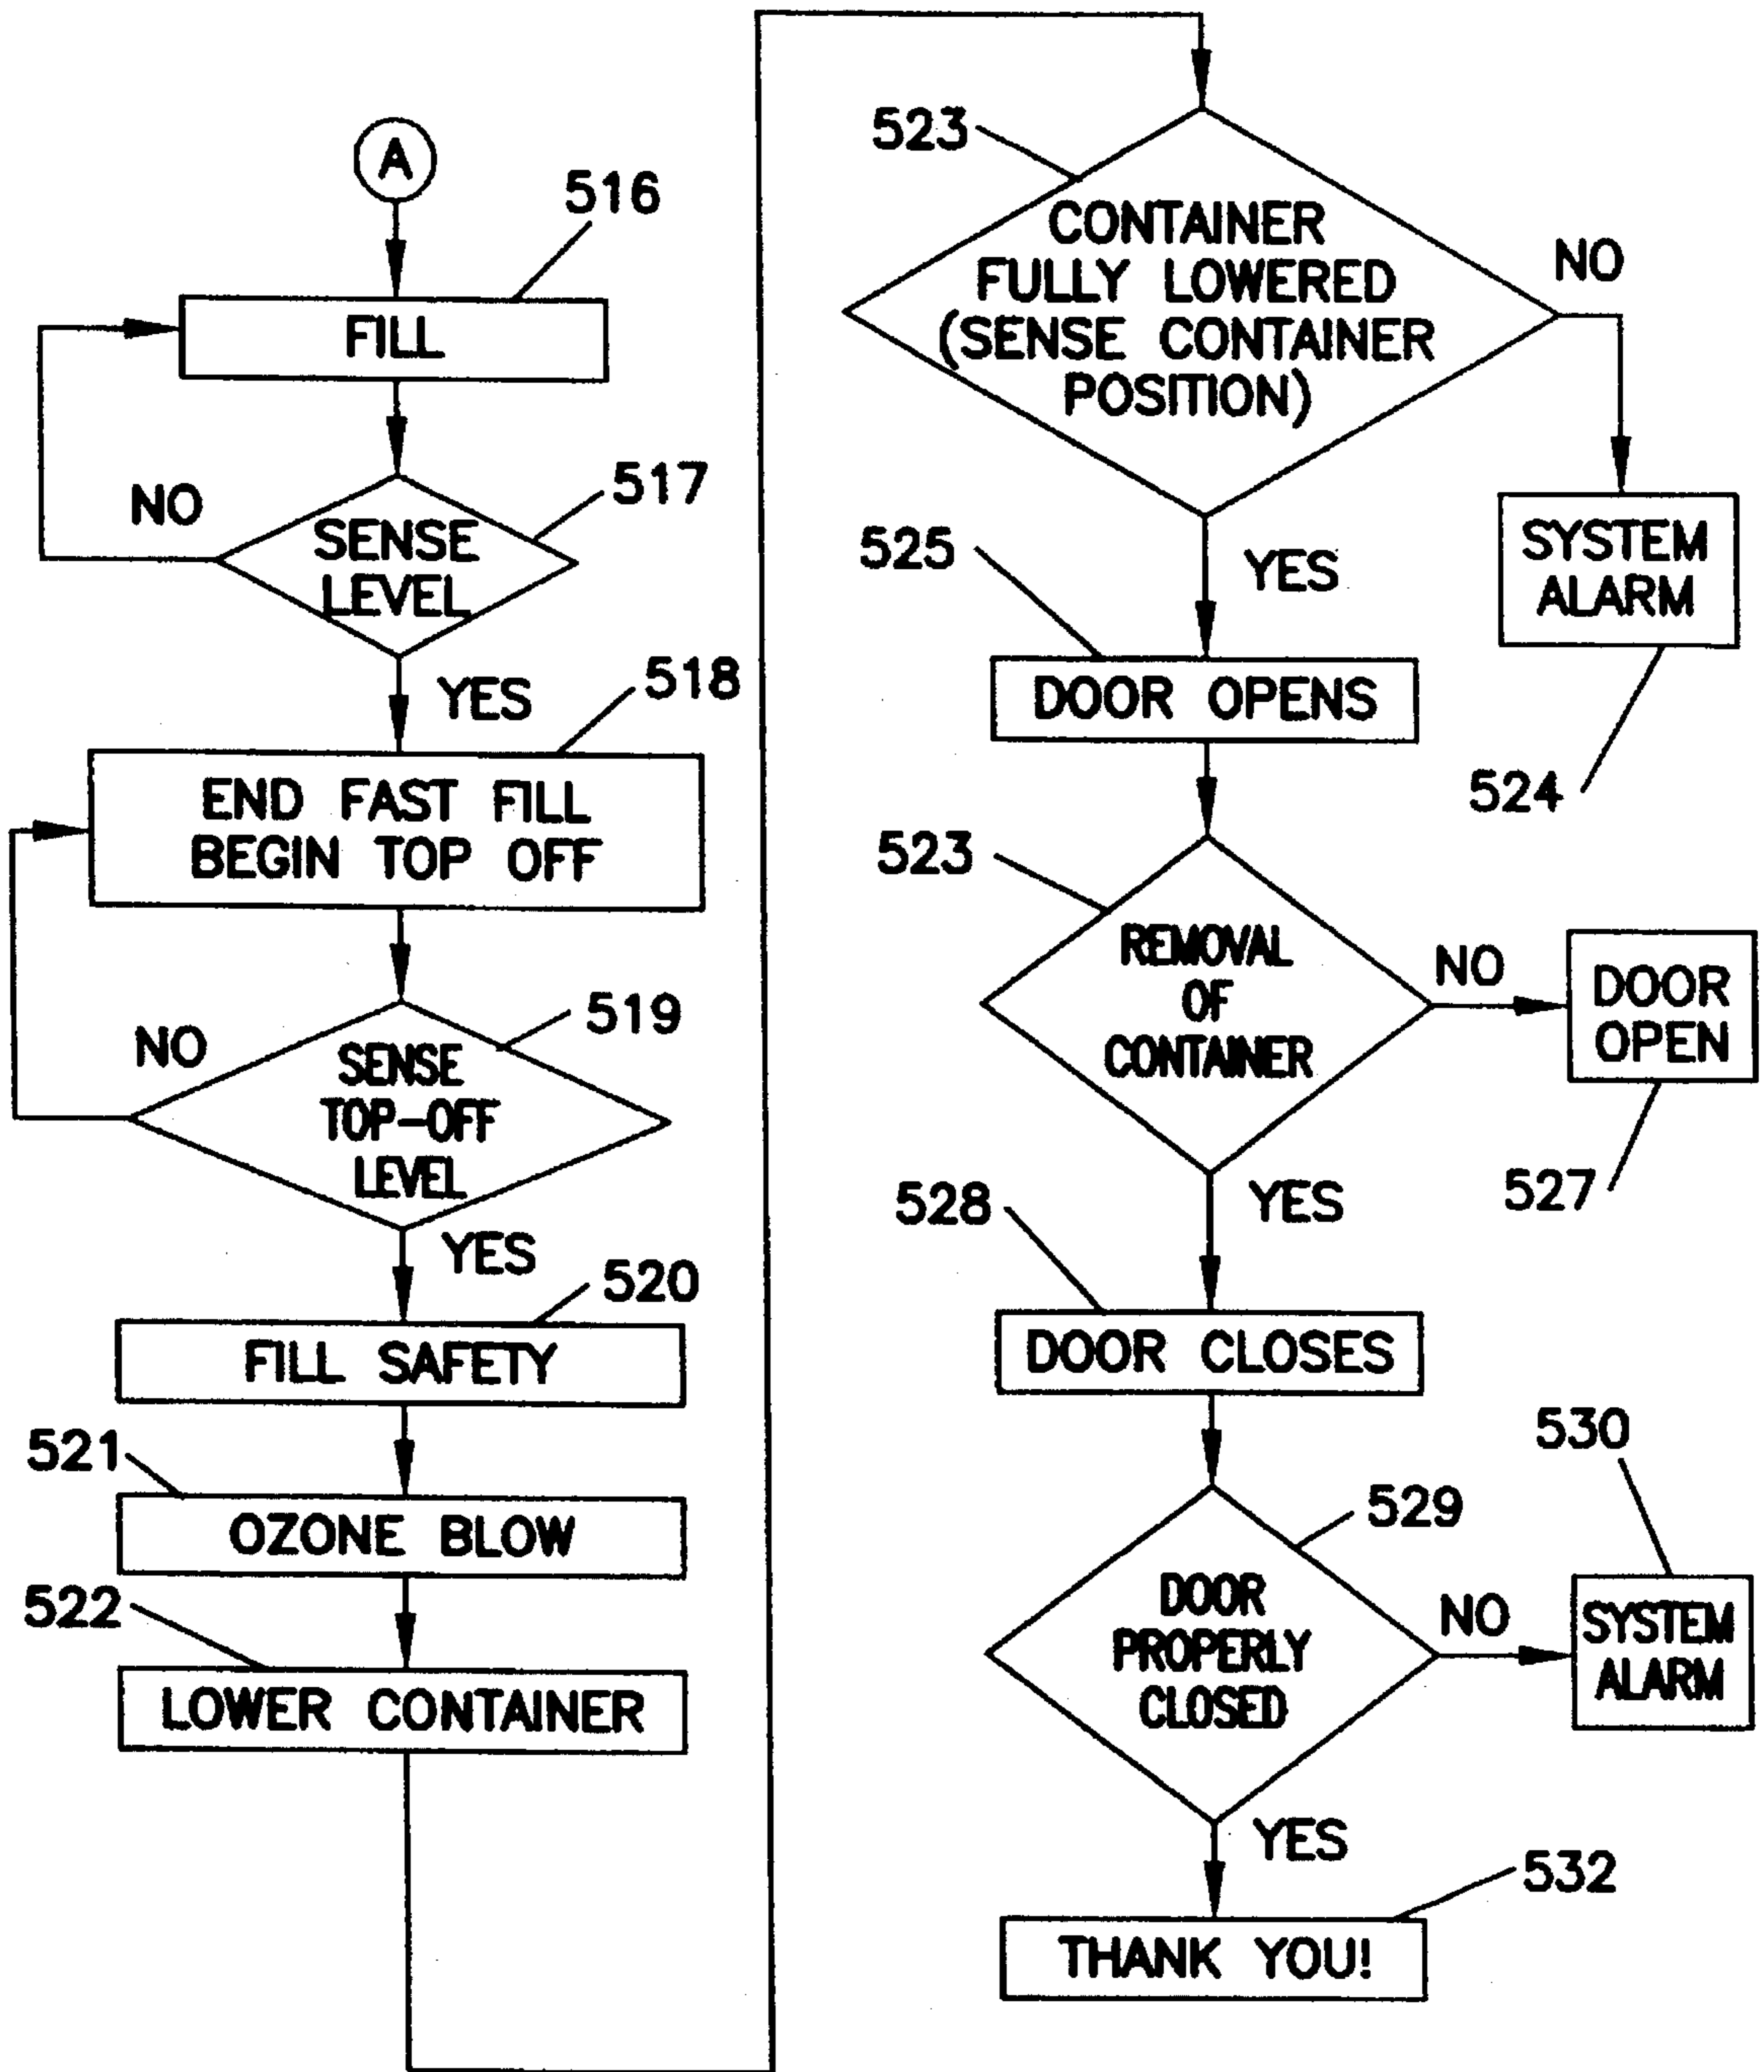 A
516
FILL
517
NO
SENSE
LEVEL
YES
518
END FAST FILL
BEGIN TOP OFF
519
NO
SENSE
TOP-OFF
LEVEL
YES
520
FILL SAFETY
521
OZONE BLOW
522
LOWER CONTAINER
523
CONTAINER
FULLY LOWERED
(SENSE CONTAINER
POSITION)
NO
SYSTEM
ALARM
524
YES
525
DOOR OPENS
523
REMOVAL
OF
CONTAINER
NO
DOOR
OPEN
527
YES
528
DOOR CLOSES
529
DOOR
PROPERLY
CLOSED
NO
530
SYSTEM
ALARM
YES
532
THANK YOU!